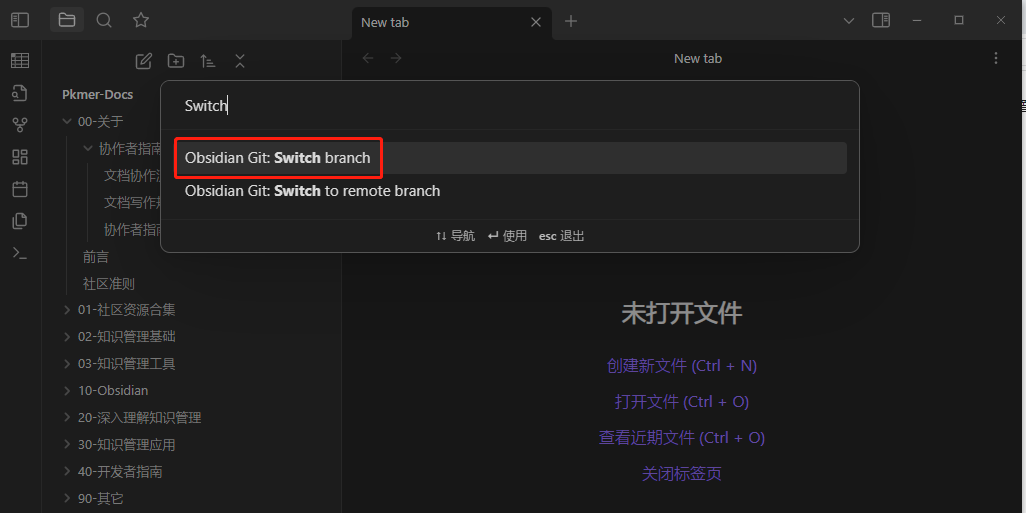 New tab
New tab
Pkmer-Docs
Switch
00-关于
协作者指南
Obsidian Git: Switch branch
文档协作
Obsidian Git: Switch to remote branch
文档写作
协作者指
导航 使用 esc 退出
前言
社区准则
01-社区资源合集
未打开文件
02-知识管理基础
03-知识管理工具
创建新文件 (Ctrl + N)
10-Obsidian
打开文件 (Ctrl + O)
20-深入理解知识管理
查看近期文件 (Ctrl + O)
30-知识管理应用
40-开发者指南
关闭标签页
90-其它